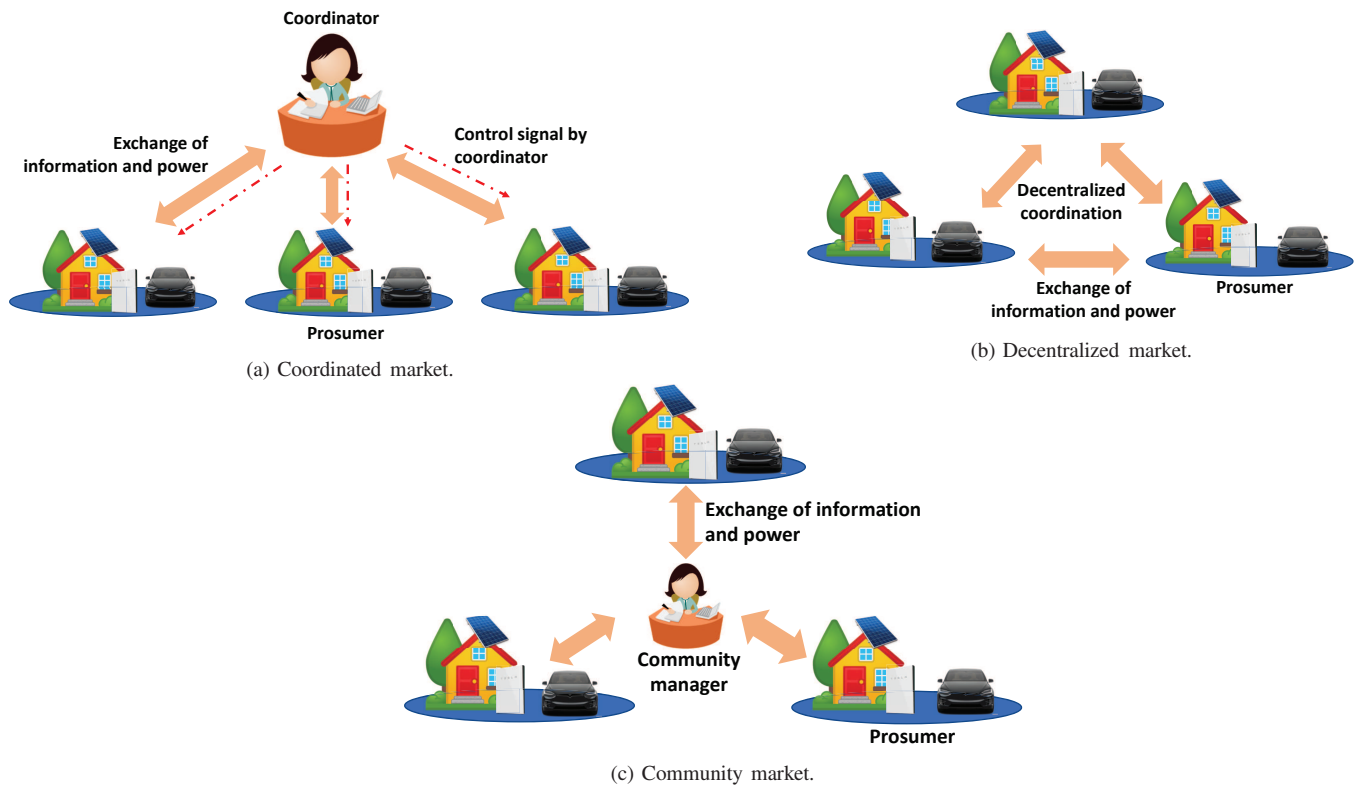 Coordinator
Exchange of
information and power
Control signal by
coordinator
Prosumer
(a) Coordinated market.
Decentralized
coordination
Exchange of
information and power
Prosumer
(b) Decentralized market.
Exchange of information
and power
Community
manager
Prosumer
(c) Community market.